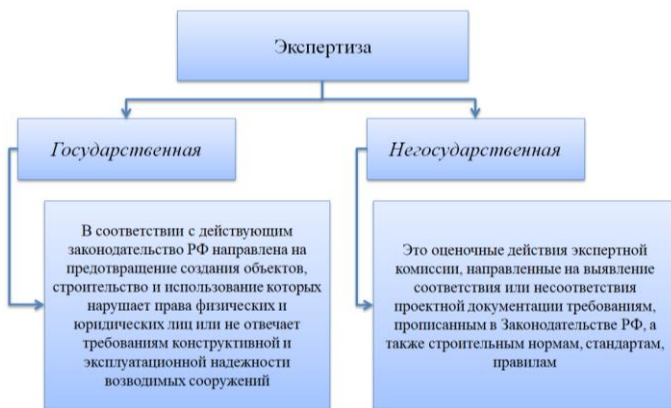 Экспертиза
Государственная
Негосударственная
В соответствии с действующим
законодательство РФ направлена на
предотвращение создания объектов,
строительство и использование которых
нарушает права физических и
юридических лиц или не отвечает
требованиям конструктивной и
эксплуатационной надежности
возводимых сооружений
Это оценочные действия экспертной
комиссии, направленные на выявление
соответствия или несоответствия
проектной документации требованиям,
прописанным в Законодательстве РФ, а
также строительным нормам, стандартам,
правилам